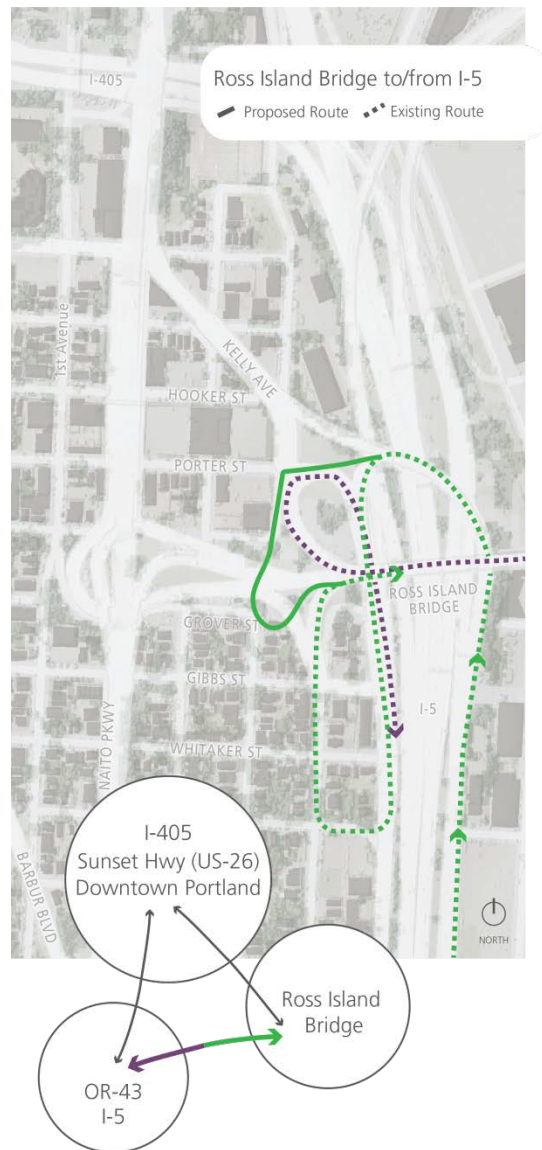 I-405
Ross Island Bridge to/from I-5
Proposed Route
Existing Route
1st Avenue
KELLY AVE
HOOKER ST
PORTER ST
ROSS ISLAND
BRIDGE
GROVER ST
GIBBS ST
I-5
NAITO PKWY
WHITAKER ST
BARBUR BLVD
I-405
Sunset Hwy (US-26)
Downtown Portland
NORTH
Ross Island
Bridge
OR-43
I-5